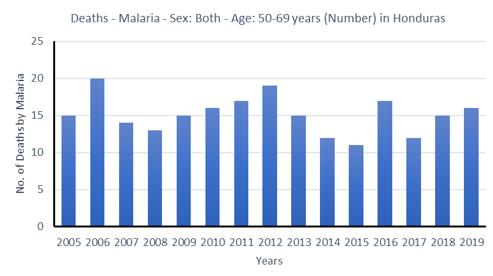 Deaths - Malaria - Sex: Both - Age: 50-69 years (Number) in Honduras
25
20
15
10
5
0
No. of Deaths by Malaria
2005 2006 2007 2008 2009 2010 2011 2012 2013 2014 2015 2016 2017 2018 2019
Years